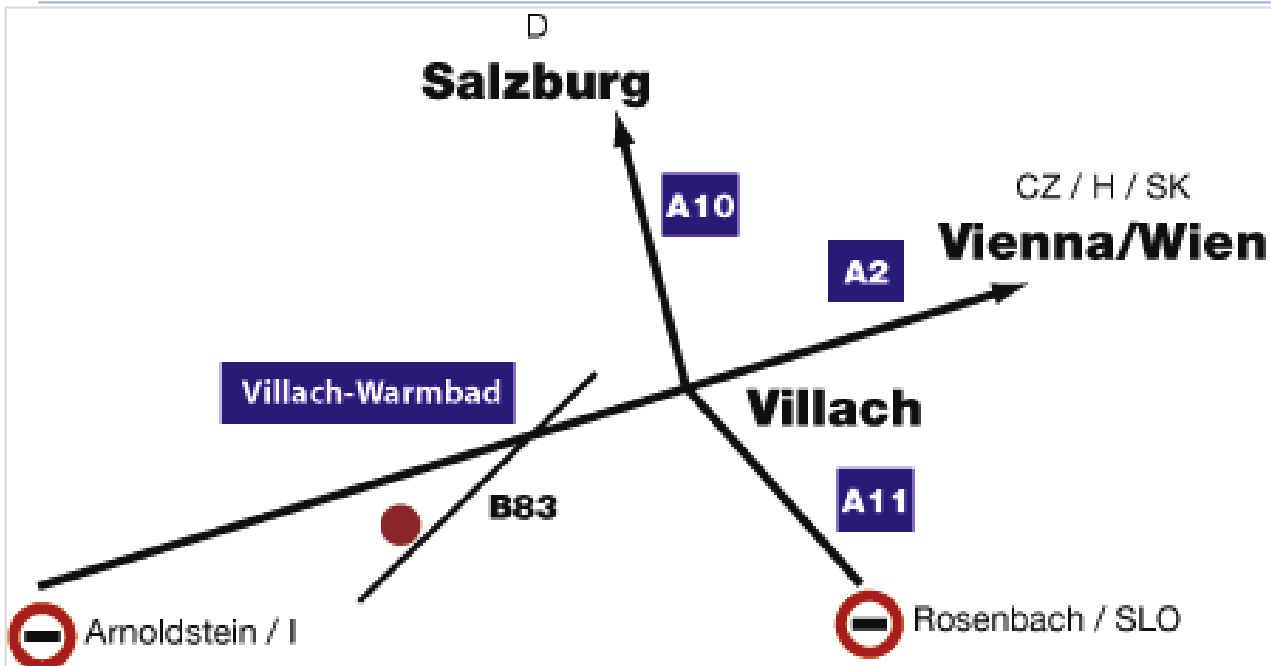 D
Salzburg
A10
CZ / H / SK
Vienna/Wien
A2
Villach-Warmbad
Villach
B83
A11
Arnoldstein / I
Rosenbach / SLO